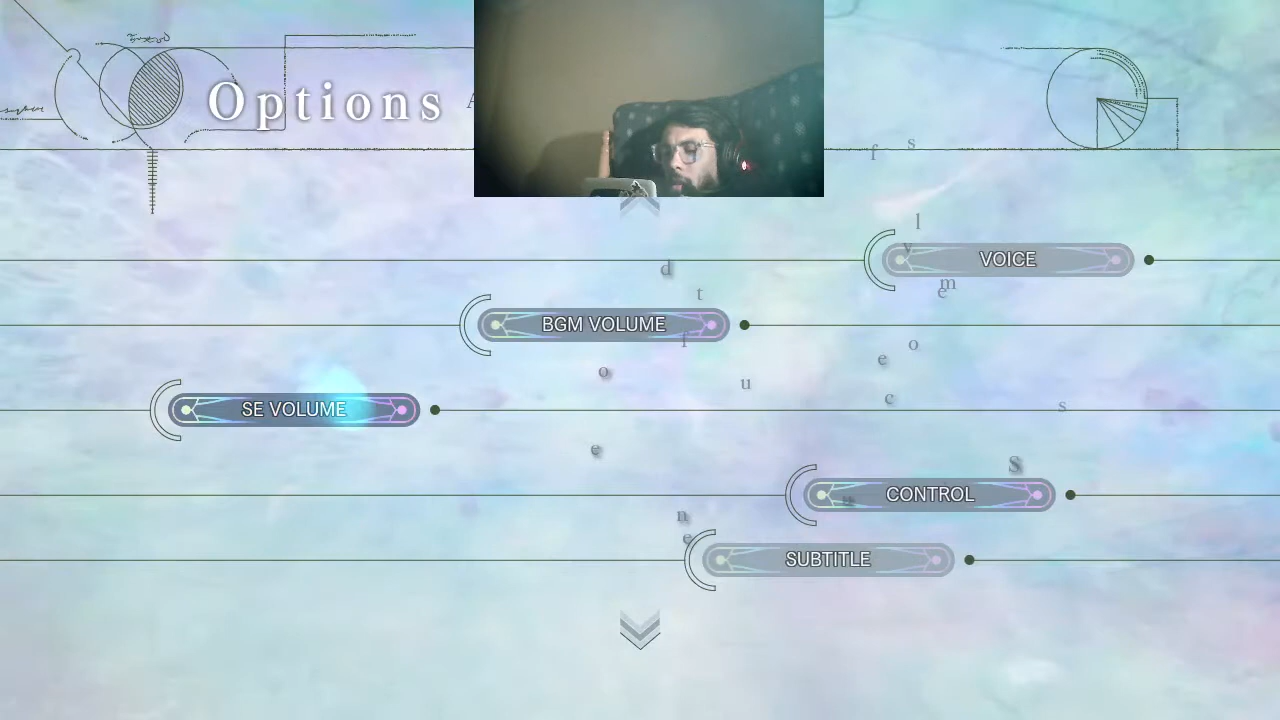 Options
VOICE
BGM VOLUME
SE VOLUME
CONTROL
SUBTITLE